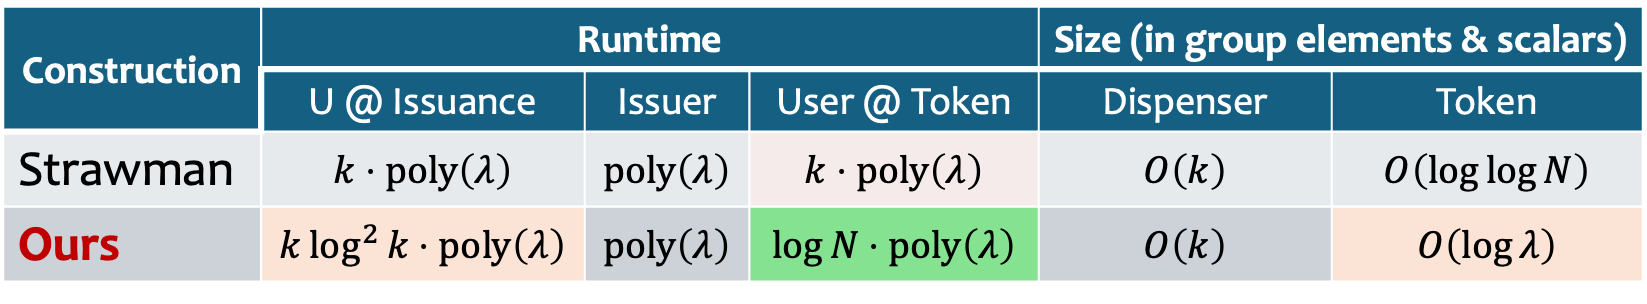 Construction Runtime Size (in group elements & scalars)
U @ Issuance Issuer User @ Token Dispenser Token
Strawman k · poly(λ) poly(λ) k · poly(λ) O(k) O(log log N)
Ours k log² k · poly(λ) poly(λ) log N · poly(λ) O(k) O(log λ)